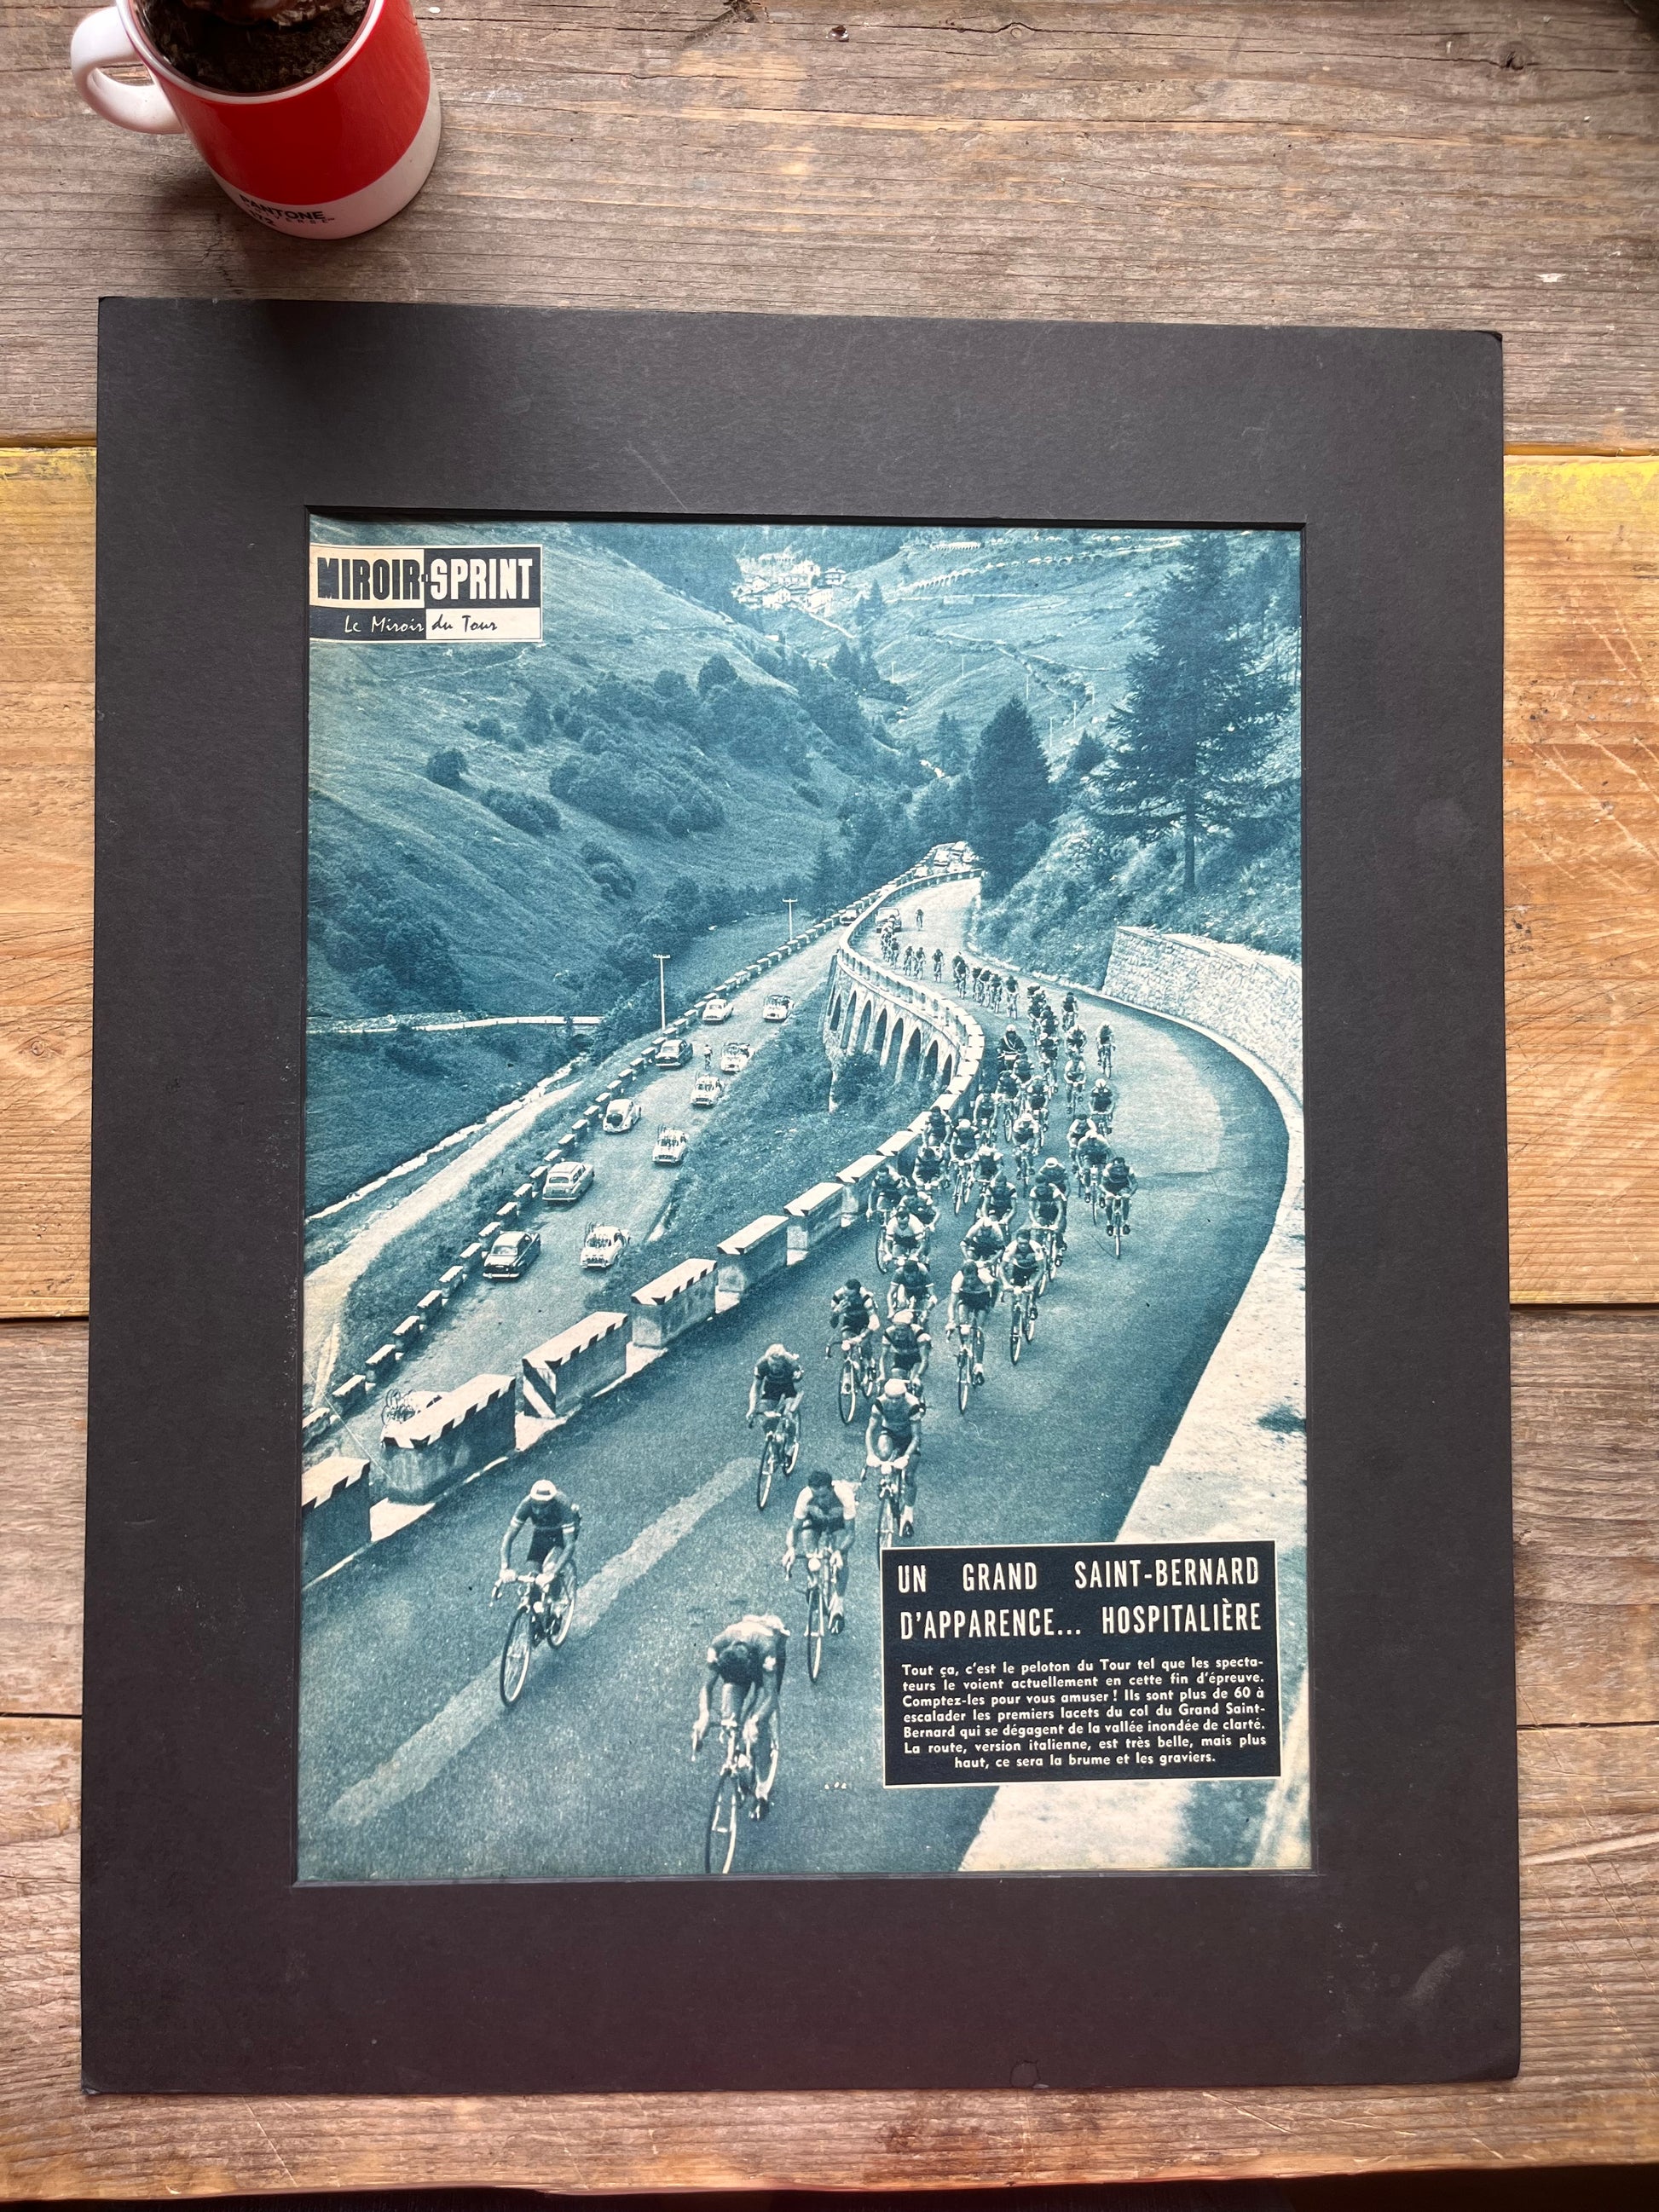 PANTONE
MIROIR-SPRINT
Le Miroir du Tour
UN GRAND SAINT-BERNARD
D'APPARENCE... HOSPITALIÈRE
Tout ça, c'est le peloton du Tour tel que les specta-
teurs le voient actuellement en cette fin d'épreuve.
Comptez-les pour vous amuser ! Ils sont plus de 60 à
escalader les premiers lacets du col du Grand Saint-
Bernard qui se dégagent de la vallée inondée de clarté.
La route, version italienne, est très belle, mais plus
haut, ce sera la brume et les graviers.